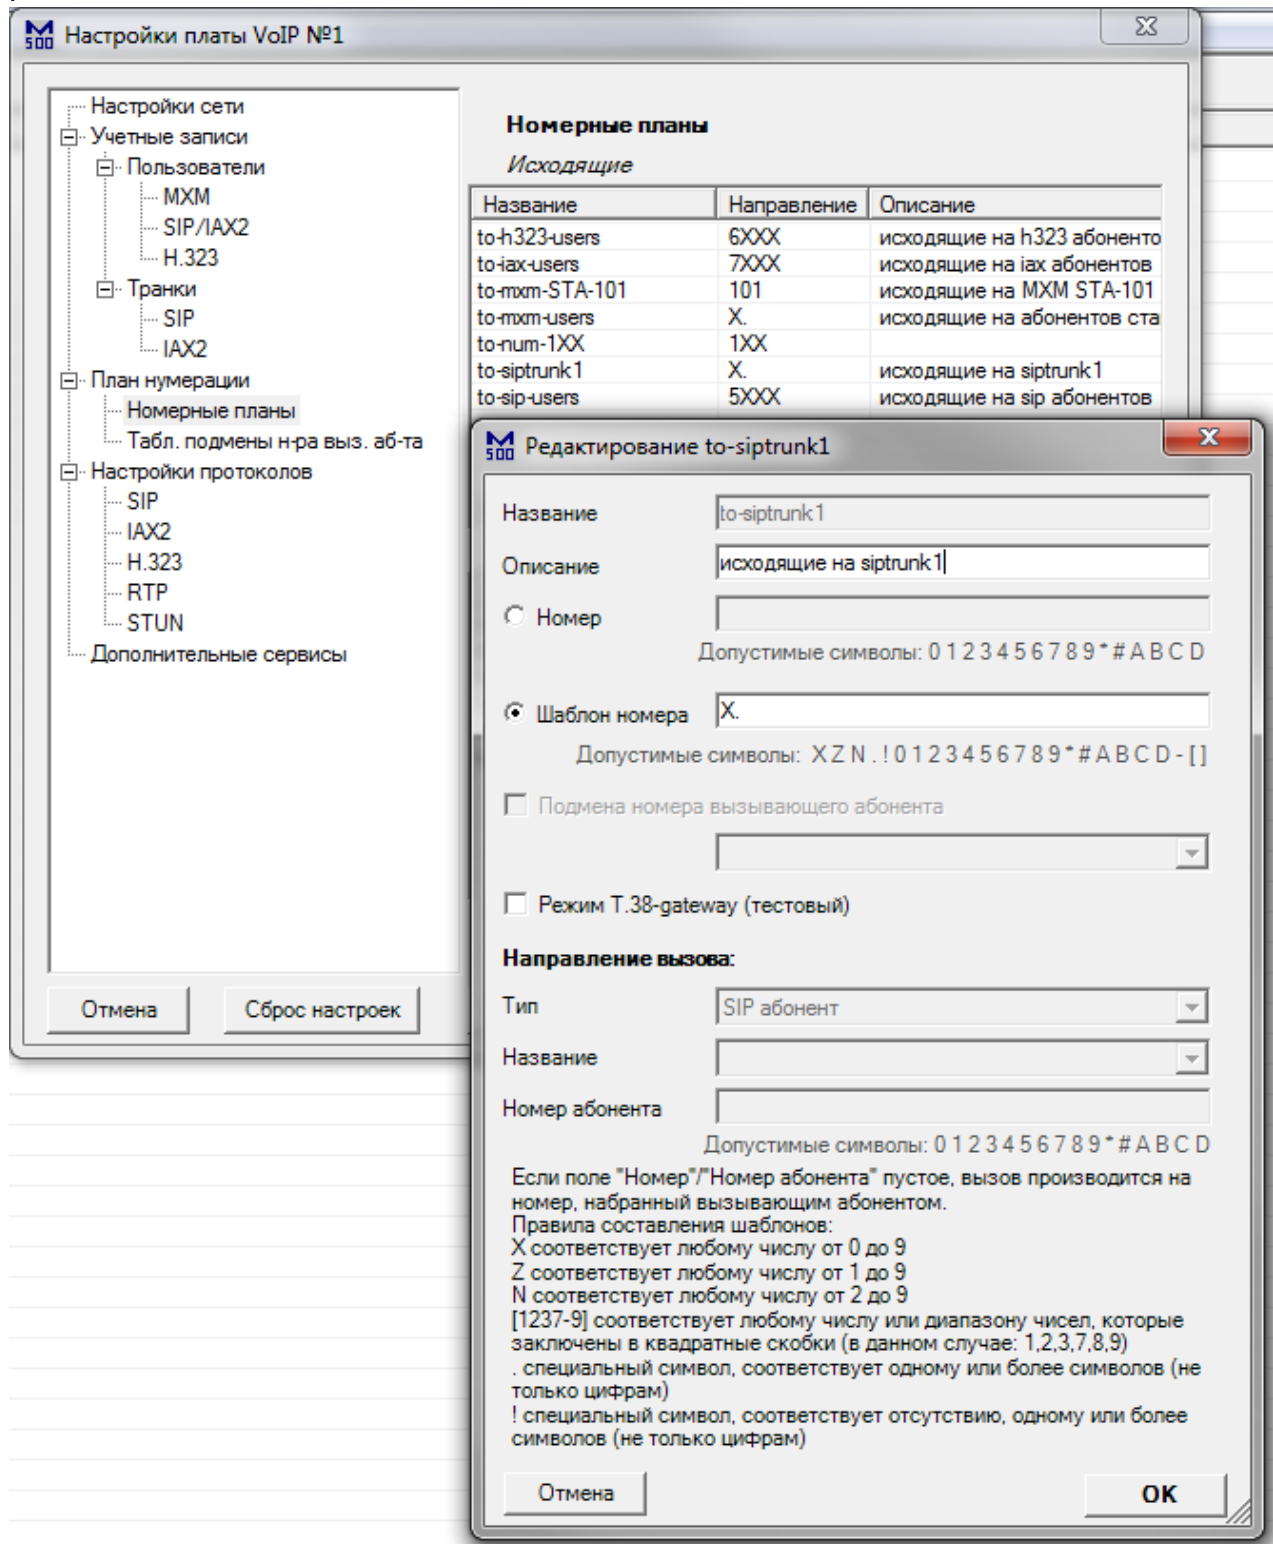 M500 Настройки платы VoIP №1
Настройки сети
Учетные записи
Пользователи
MXM
SIP/IAX2
H.323
Транки
SIP
IAX2
План нумерации
Номерные планы
Табл. подмены н-ра выз. аб-та
Настройки протоколов
SIP
IAX2
H.323
RTP
STUN
Дополнительные сервисы
Отмена Сброс настроек
Номерные планы
Исходящие
Название Направление Описание
to-h323-users 6XXX исходящие на h323 абоненто
to-iax-users 7XXX исходящие на iax абонентов
to-mxm-STA-101 101 исходящие на MXM STA-101
to-mxm-users X. исходящие на абонентов ста
to-num-1XX 1XX
to-siptrunk1 X. исходящие на siptrunk1
to-sip-users 5XXX исходящие на sip абонентов
M500 Редактирование to-siptrunk1
Название to-siptrunk1
Описание исходящие на siptrunk1
Номер
Допустимые символы: 0 1 2 3 4 5 6 7 8 9 * # A B C D
Шаблон номера X.
Допустимые символы: X Z N . ! 0 1 2 3 4 5 6 7 8 9 * # A B C D - [ ]
Подмена номера вызывающего абонента
Режим T.38-gateway (тестовый)
Направление вызова:
Тип SIP абонент
Название
Номер абонента
Допустимые символы: 0 1 2 3 4 5 6 7 8 9 * # A B C D
Если поле "Номер"/"Номер абонента" пустое, вызов производится на
номер, набранный вызывающим абонентом.
Правила составления шаблонов:
X соответствует любому числу от 0 до 9
Z соответствует любому числу от 1 до 9
N соответствует любому числу от 2 до 9
[1237-9] соответствует любому числу или диапазону чисел, которые
заключены в квадратные скобки (в данном случае: 1,2,3,7,8,9)
. специальный символ, соответствует одному или более символов (не
только цифрам)
! специальный символ, соответствует отсутствию, одному или более
символов (не только цифрам)
Отмена OK